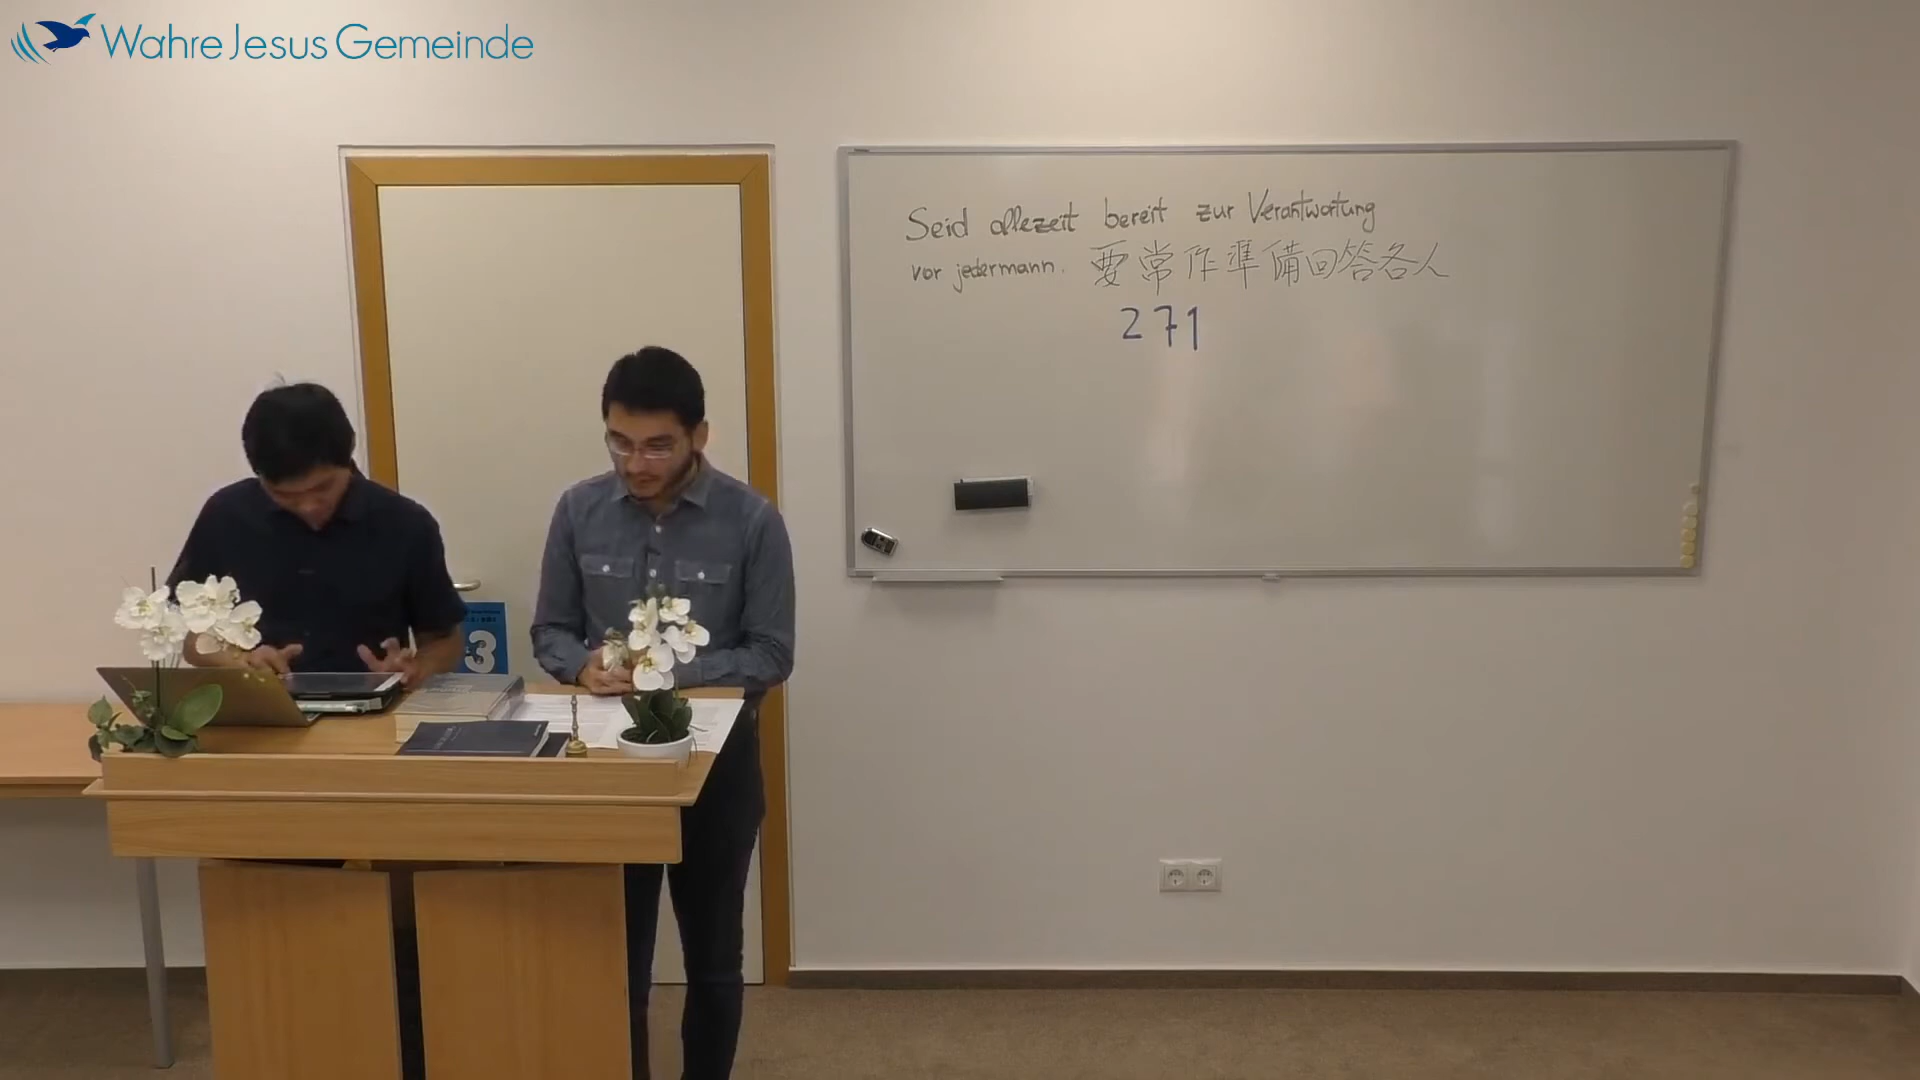 Wahre Jesus Gemeinde
Seid allezeit bereit zur Verantwortung
vor jedermann. 要常作準備回答各人
271
3